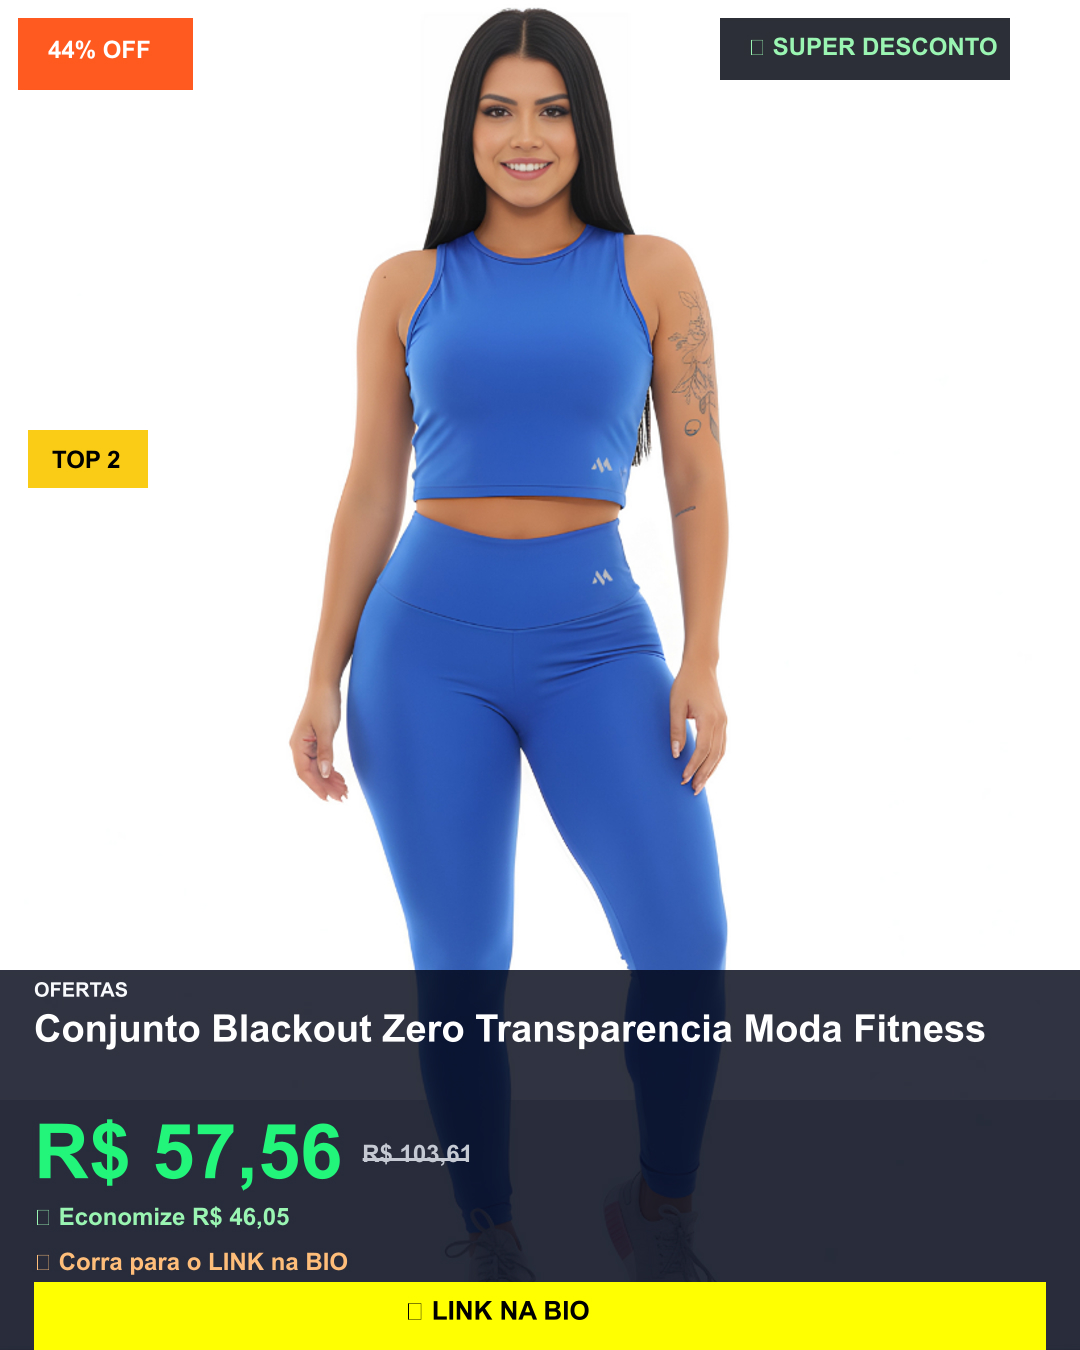 44% OFF
SUPER DESCONTO
TOP 2
OFERTAS
Conjunto Blackout Zero Transparencia Moda Fitness
R$ 57,56 R$ 103,61
Economize R$ 46,05
Corra para o LINK na BIO
LINK NA BIO